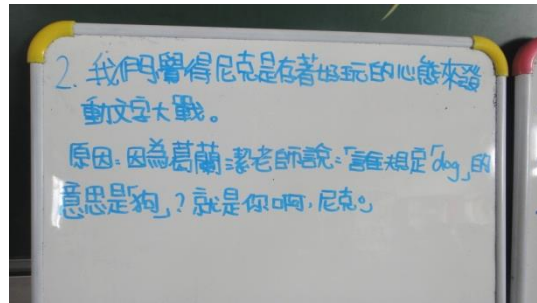 2. 我們覺得尼克是存著好玩的心態來發
動文字大戰。
原因:因為葛蘭潔老師說:「誰規定「dog」的
意思是「狗」?就是你啊,尼克。」